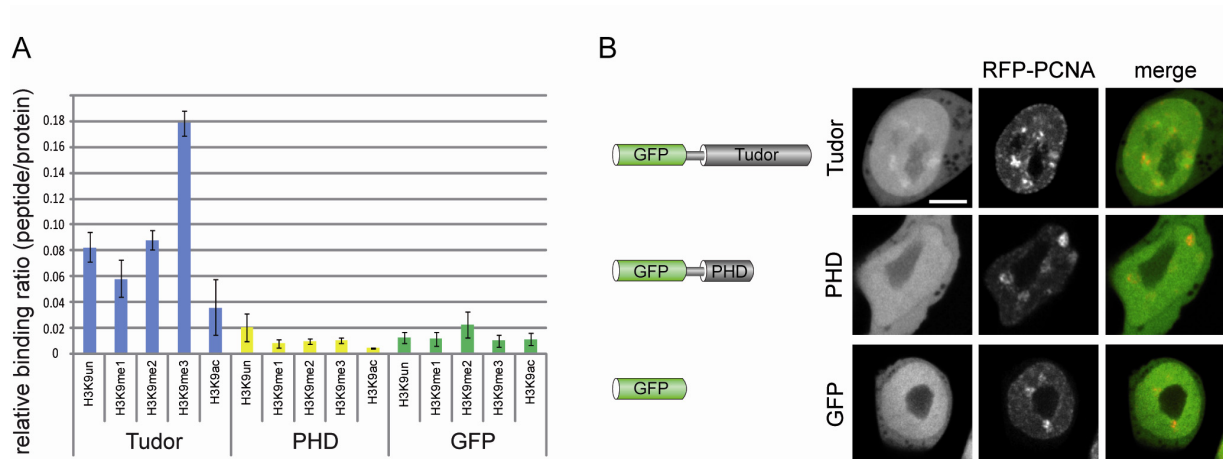 A
relative binding ratio (peptide/protein)
0.18
0.16
0.14
0.12
0.10
0.08
0.06
0.04
0.02
0
H3K9un
H3K9me1
H3K9me2
H3K9me3
H3K9ac
H3K9un
H3K9me1
H3K9me2
H3K9me3
H3K9ac
H3K9un
H3K9me1
H3K9me2
H3K9me3
H3K9ac
Tudor PHD GFP
B
RFP-PCNA merge
GFP Tudor
Tudor
GFP PHD
PHD
GFP
GFP